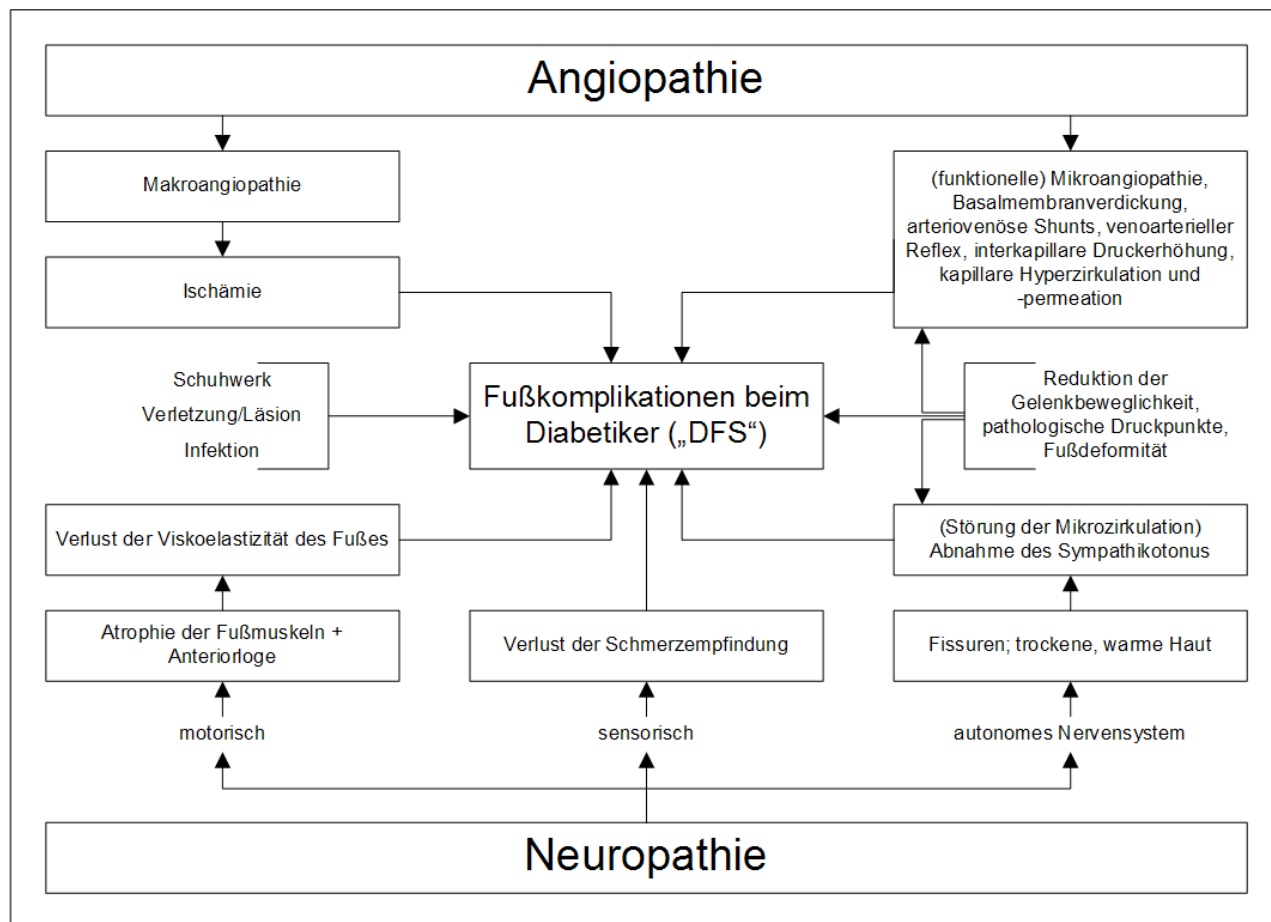 Angiopathie
Makroangiopathie
(funktionelle) Mikroangiopathie,
Basalmembranverdickung,
arteriovenöse Shunts, venoarterieller
Reflex, interkapillare Druckerhöhung,
kapillare Hyperzirkulation und
-permeation
Ischämie
Schuhwerk
Verletzung/Läsion
Infektion
Fußkomplikationen beim
Diabetiker („DFS“)
Reduktion der
Gelenkbeweglichkeit,
pathologische Druckpunkte,
Fußdeformität
Verlust der Viskoelastizität des Fußes
(Störung der Mikrozirkulation)
Abnahme des Sympathikotonus
Atrophie der Fußmuskeln +
Anteriorloge
Verlust der Schmerzempfindung
Fissuren; trockene, warme Haut
motorisch
sensorisch
autonomes Nervensystem
Neuropathie